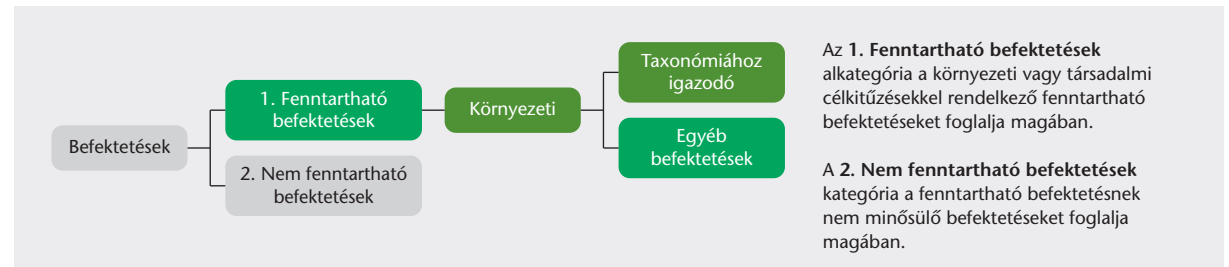 Befektetések
1. Fenntartható
befektetések
2. Nem fenntartható
befektetések
Környezeti
Taxonómiához
igazodó
Egyéb
befektetések
Az 1. Fenntartható befektetések
alkategória a környezeti vagy társadalmi
célkitűzésekkel rendelkező fenntartható
befektetéseket foglalja magában.
A 2. Nem fenntartható befektetések
kategória a fenntartható befektetésnek
nem minősülő befektetéseket foglalja
magában.